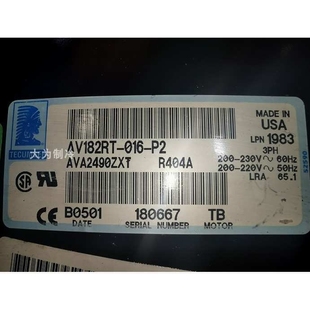 MADE IN
USA
LPN 1983
3PH
200-230V~ 60Hz
200-220V~ 50Hz
LRA 65.1
TECUMSEH
大为制冷
AV182RT-016-P2
AVA2490ZXT R404A
B0501 180667 TB
DATE SERIAL NUMBER MOTOR